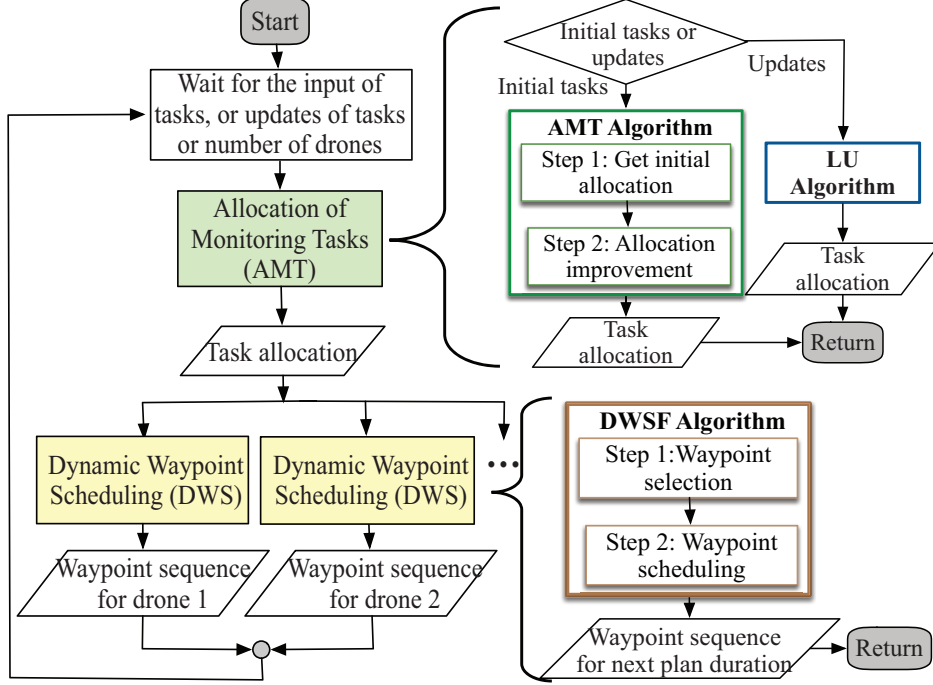 Start
Wait for the input of
tasks, or updates of tasks
or number of drones
Allocation of
Monitoring Tasks
(AMT)
Task allocation
Dynamic Waypoint
Scheduling (DWS)
Dynamic Waypoint
Scheduling (DWS)
...
Waypoint sequence
for drone 1
Waypoint sequence
for drone 2
Initial tasks or
updates
Initial tasks
Updates
AMT Algorithm
Step 1: Get initial
allocation
Step 2: Allocation
improvement
Task
allocation
LU
Algorithm
Task
allocation
Return
DWSF Algorithm
Step 1:Waypoint
selection
Step 2: Waypoint
scheduling
Waypoint sequence
for next plan duration
Return